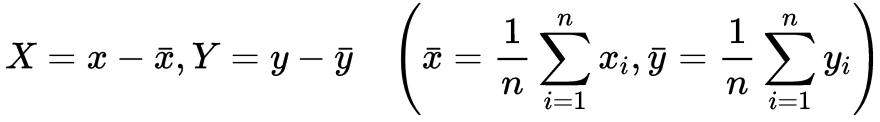 X = x − x̄, Y = y − ȳ  ( x̄ = 1/n ∑_{i=1}^{n} x_i, ȳ = 1/n ∑_{i=1}^{n} y_i )